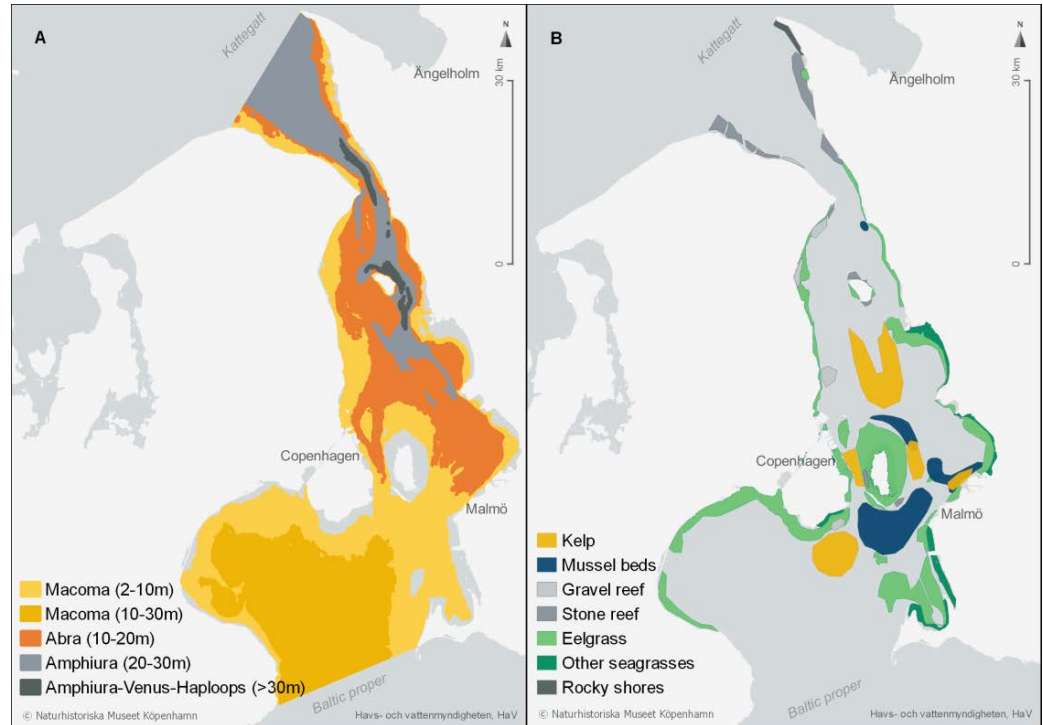 A
Kattegatt
N
Ängelholm
30 km
0
Copenhagen
Malmö
Macoma (2-10m)
Macoma (10-30m)
Abra (10-20m)
Amphiura (20-30m)
Amphiura-Venus-Haploops (>30m)
Baltic proper
© Naturhistoriska Museet Köpenhamn
Havs- och vattenmyndigheten, HaV
B
Kattegatt
N
Ängelholm
30 km
0
Copenhagen
Malmö
Kelp
Mussel beds
Gravel reef
Stone reef
Eelgrass
Other seagrasses
Rocky shores
Baltic proper
© Naturhistoriska Museet Köpenhamn
Havs- och vattenmyndigheten, HaV